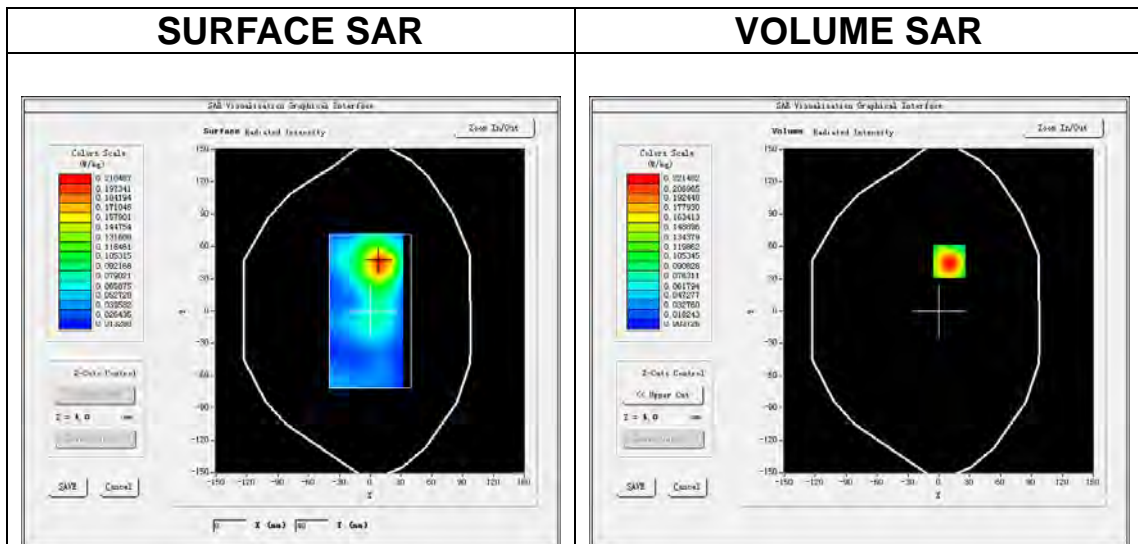 SURFACE SAR
VOLUME SAR
SAR Visualisation Graphical Interface
Surface Radiated Intensity
Zoom In/Out
Colors Scale
(W/kg)
0.197341
0.184194
0.171048
0.157901
0.144754
0.131608
0.118461
0.105315
0.092168
0.079021
0.065875
0.052728
0.039582
0.026435
150
120
90
60
30
0
-30
-60
-90
-120
-150
-150 -120 -90 -60 -30 0 30 60 90 120 150
X
Z-Cuts Control
Z = 4.0 mm
SAVE
Cancel
0 X (mm)
Y (mm)
SAR Visualisation Graphical Interface
Volume Radiated Intensity
Zoom In/Out
Colors Scale
(W/kg)
0.192448
0.177930
0.163413
0.148896
0.134379
0.119862
0.105345
0.090828
0.076311
0.061794
0.047277
0.032760
0.018243
150
120
90
60
30
0
-30
-60
-90
-120
-150
-150 -120 -90 -60 -30 0 30 60 90 120 150
X
Z-Cuts Control
<< Upper Cut
Z = 4.0 mm
SAVE
Cancel